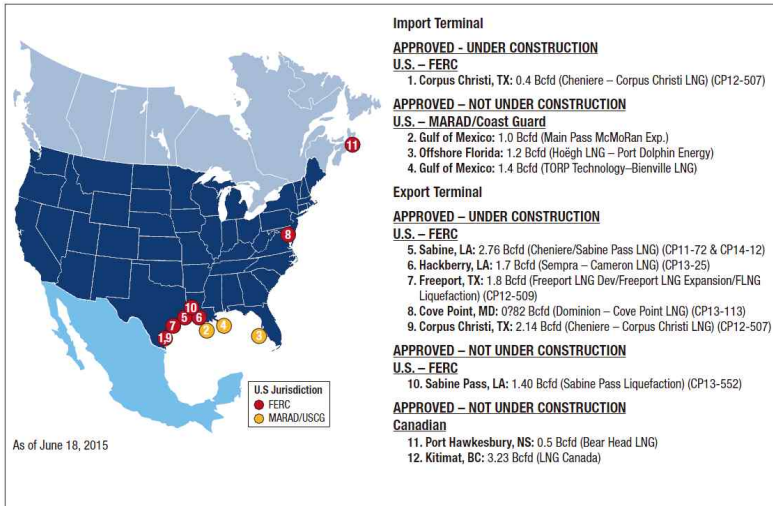 Import Terminal
APPROVED - UNDER CONSTRUCTION
U.S. – FERC
1. Corpus Christi, TX: 0.4 Bcfd (Cheniere – Corpus Christi LNG) (CP12-507)
APPROVED – NOT UNDER CONSTRUCTION
U.S. – MARAD/Coast Guard
2. Gulf of Mexico: 1.0 Bcfd (Main Pass McMoRan Exp.)
3. Offshore Florida: 1.2 Bcfd (Hoëgh LNG – Port Dolphin Energy)
4. Gulf of Mexico: 1.4 Bcfd (TORP Technology–Bienville LNG)
Export Terminal
APPROVED – UNDER CONSTRUCTION
U.S. – FERC
5. Sabine, LA: 2.76 Bcfd (Cheniere/Sabine Pass LNG) (CP11-72 & CP14-12)
6. Hackberry, LA: 1.7 Bcfd (Sempra – Cameron LNG) (CP13-25)
7. Freeport, TX: 1.8 Bcfd (Freeport LNG Dev/Freeport LNG Expansion/FLNG
Liquefaction) (CP12-509)
8. Cove Point, MD: 0?82 Bcfd (Dominion – Cove Point LNG) (CP13-113)
9. Corpus Christi, TX: 2.14 Bcfd (Cheniere – Corpus Christi LNG) (CP12-507)
APPROVED – NOT UNDER CONSTRUCTION
U.S. – FERC
10. Sabine Pass, LA: 1.40 Bcfd (Sabine Pass Liquefaction) (CP13-552)
APPROVED – NOT UNDER CONSTRUCTION
Canadian
11. Port Hawkesbury, NS: 0.5 Bcfd (Bear Head LNG)
12. Kitimat, BC: 3.23 Bcfd (LNG Canada)
11
8
10
7
5
6
1,9
2
4
3
U.S Jurisdiction
FERC
MARAD/USCG
As of June 18, 2015